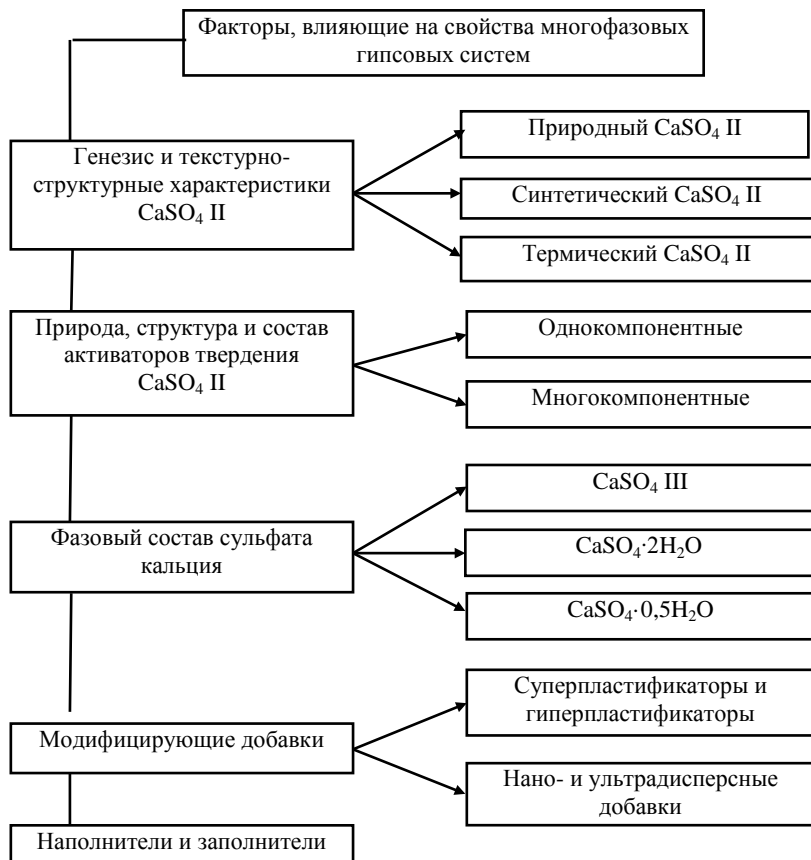 Факторы, влияющие на свойства многофазовых
гипсовых систем
Генезис и текстурно-
структурные характеристики
CaSO₄ II
Природный CaSO₄ II
Синтетический CaSO₄ II
Термический CaSO₄ II
Природа, структура и состав
активаторов твердения
CaSO₄ II
Однокомпонентные
Многокомпонентные
Фазовый состав сульфата
кальция
CaSO₄ III
CaSO₄·2H₂O
CaSO₄·0,5H₂O
Модифицирующие добавки
Суперпластификаторы и
гиперпластификаторы
Нано- и ультрадисперсные
добавки
Наполнители и заполнители